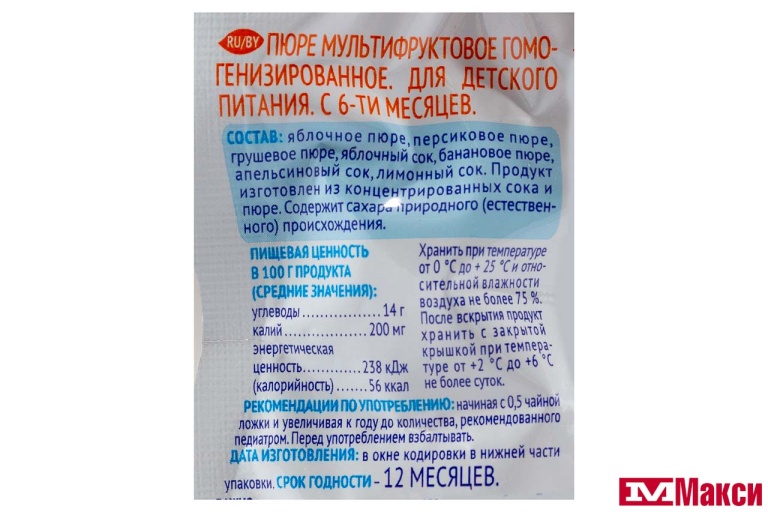 RU/BY ПЮРЕ МУЛЬТИФРУКТОВОЕ ГОМО-
ГЕНИЗИРОВАННОЕ. ДЛЯ ДЕТСКОГО
ПИТАНИЯ. С 6-ТИ МЕСЯЦЕВ.
СОСТАВ: яблочное пюре, персиковое пюре,
грушевое пюре, яблочный сок, банановое пюре,
апельсиновый сок, лимонный сок. Продукт
изготовлен из концентрированных сока и
пюре. Содержит сахара природного (естествен-
ного) происхождения.
ПИЩЕВАЯ ЦЕННОСТЬ
В 100 Г ПРОДУКТА
(СРЕДНИЕ ЗНАЧЕНИЯ):
углеводы................14 г
калий....................200 мг
энергетическая
ценность...............238 кДж
(калорийность)......56 ккал
Хранить при температуре
от 0 °С до + 25 °С и отно-
сительной влажности
воздуха не более 75 %.
После вскрытия продукт
хранить с закрытой
крышкой при темпера-
туре от +2 °С до +6 °С
не более суток.
РЕКОМЕНДАЦИИ ПО УПОТРЕБЛЕНИЮ: начиная с 0,5 чайной
ложки и увеличивая к году до количества, рекомендованного
педиатром. Перед употреблением взбалтывать.
ДАТА ИЗГОТОВЛЕНИЯ: в окне кодировки в нижней части
упаковки. СРОК ГОДНОСТИ - 12 МЕСЯЦЕВ.
М Макси